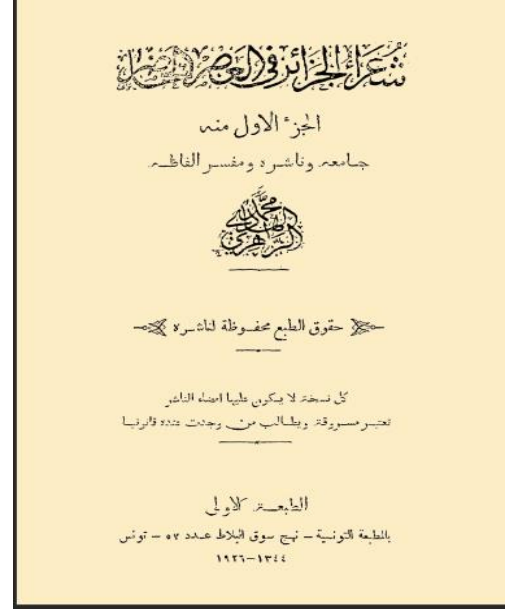 شعراء الجزائر في العصر الحاضر
الجزء الاول منه
جامعه وناشره ومفسر الفاظه
محمد الهادي الزاهري
حقوق الطبع محفوظة لناشره
كل نسخة لا يكون عليها امضاء الناشر
تعتبر مسروقة ويطالب من وجدت عنده قانونيا
الطبعة الاولى
بالمطبعة التونسية – نهج سوق البلاط عدد ٥٧ – تونس
١٣٤٤–١٩٢٦